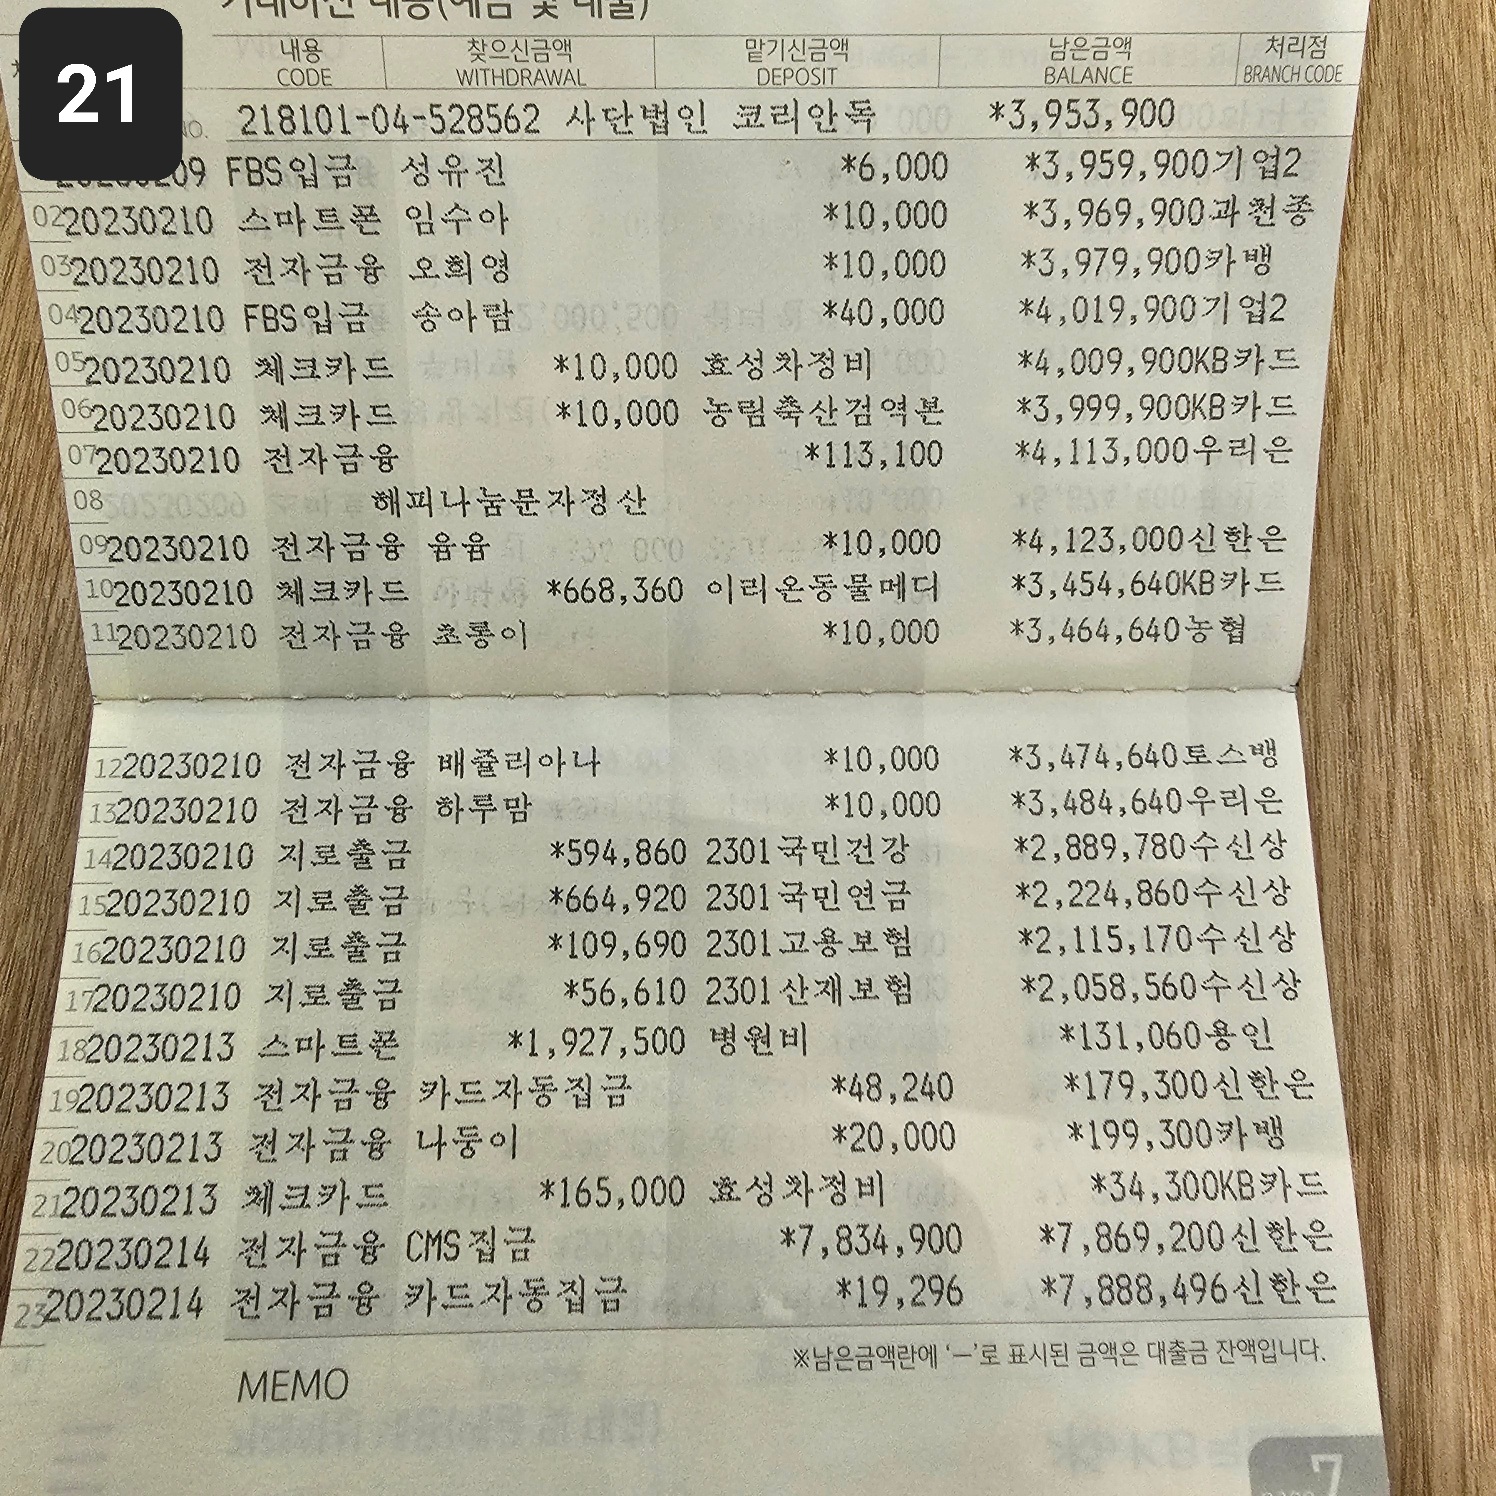 21
거래하신 내용(예금 및 대출)
내용 찾으신금액 맡기신금액 남은금액 처리점
CODE WITHDRAWAL DEPOSIT BALANCE BRANCH CODE
NO. 218101-04-528562 사단법인 코리안독 *3,953,900
20230209 FBS입금 성유진 *6,000 *3,959,900기업2
02 20230210 스마트폰 임수아 *10,000 *3,969,900과천종
03 20230210 전자금융 오희영 *10,000 *3,979,900카뱅
04 20230210 FBS입금 송아람 *40,000 *4,019,900기업2
05 20230210 체크카드 *10,000 효성차정비 *4,009,900KB카드
06 20230210 체크카드 *10,000 농림축산검역본 *3,999,900KB카드
07 20230210 전자금융 *113,100 *4,113,000우리은
08 해피나눔문자정산
09 20230210 전자금융 윰윰 *10,000 *4,123,000신한은
10 20230210 체크카드 *668,360 이리온동물메디 *3,454,640KB카드
11 20230210 전자금융 초롱이 *10,000 *3,464,640농협
12 20230210 전자금융 배쥴리아나 *10,000 *3,474,640토스뱅
13 20230210 전자금융 하루맘 *10,000 *3,484,640우리은
14 20230210 지로출금 *594,860 2301국민건강 *2,889,780수신상
15 20230210 지로출금 *664,920 2301국민연금 *2,224,860수신상
16 20230210 지로출금 *109,690 2301고용보험 *2,115,170수신상
17 20230210 지로출금 *56,610 2301산재보험 *2,058,560수신상
18 20230213 스마트폰 *1,927,500 병원비 *131,060용인
19 20230213 전자금융 카드자동집금 *48,240 *179,300신한은
20 20230213 전자금융 나둥이 *20,000 *199,300카뱅
21 20230213 체크카드 *165,000 효성차정비 *34,300KB카드
22 20230214 전자금융 CMS집금 *7,834,900 *7,869,200신한은
23 20230214 전자금융 카드자동집금 *19,296 *7,888,496신한은
※남은금액란에 '—'로 표시된 금액은 대출금 잔액입니다.
MEMO
7